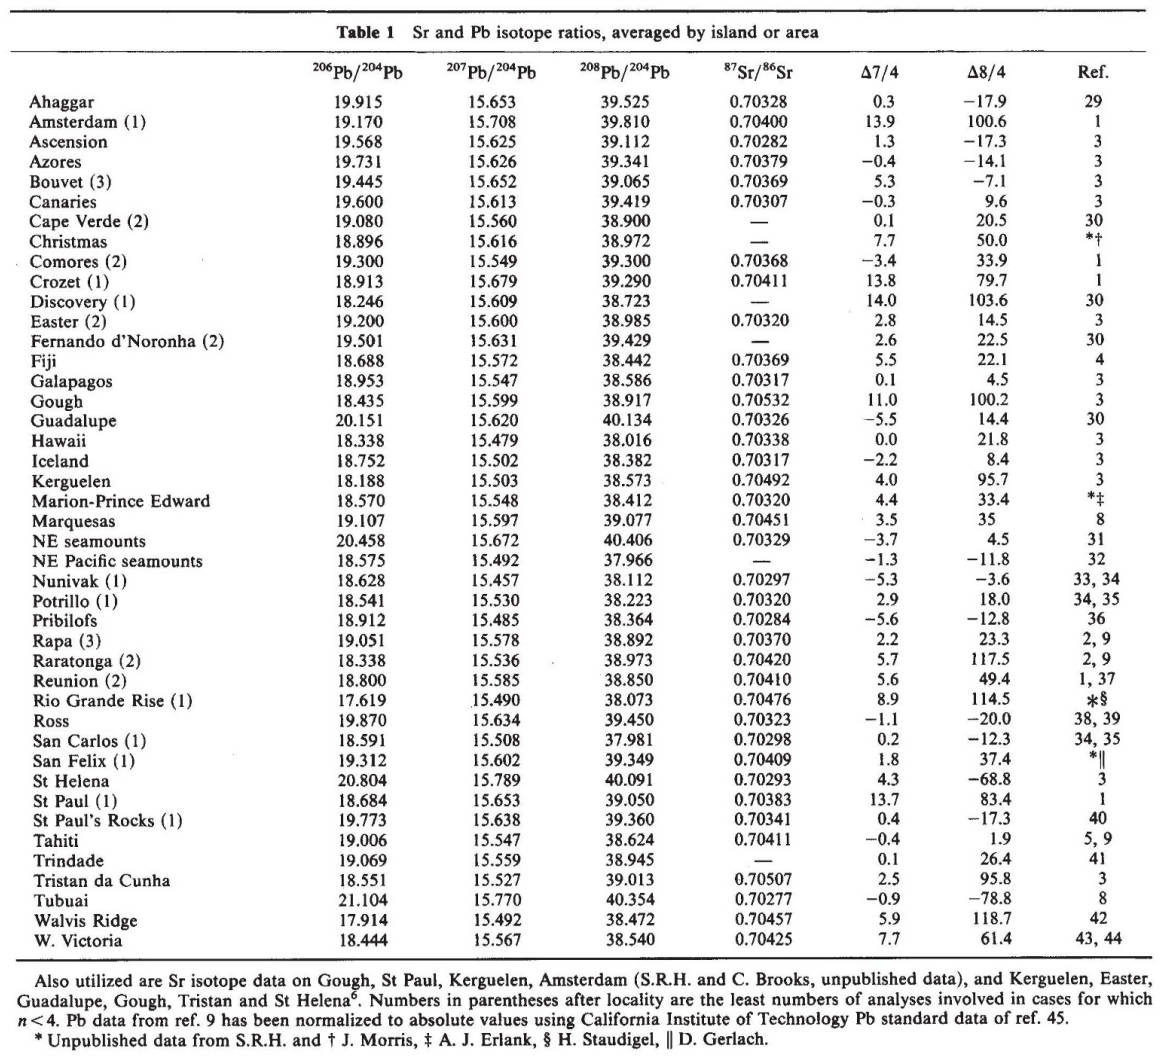 Table 1 Sr and Pb isotope ratios, averaged by island or area
²⁰⁶Pb/²⁰⁴Pb ²⁰⁷Pb/²⁰⁴Pb ²⁰⁸Pb/²⁰⁴Pb ⁸⁷Sr/⁸⁶Sr Δ7/4 Δ8/4 Ref.
Ahaggar 19.915 15.653 39.525 0.70328 0.3 −17.9 29
Amsterdam (1) 19.170 15.708 39.810 0.70400 13.9 100.6 1
Ascension 19.568 15.625 39.112 0.70282 1.3 −17.3 3
Azores 19.731 15.626 39.341 0.70379 −0.4 −14.1 3
Bouvet (3) 19.445 15.652 39.065 0.70369 5.3 −7.1 3
Canaries 19.600 15.613 39.419 0.70307 −0.3 9.6 3
Cape Verde (2) 19.080 15.560 38.900 — 0.1 20.5 30
Christmas 18.896 15.616 38.972 — 7.7 50.0 *†
Comores (2) 19.300 15.549 39.300 0.70368 −3.4 33.9 1
Crozet (1) 18.913 15.679 39.290 0.70411 13.8 79.7 1
Discovery (1) 18.246 15.609 38.723 — 14.0 103.6 30
Easter (2) 19.200 15.600 38.985 0.70320 2.8 14.5 3
Fernando d'Noronha (2) 19.501 15.631 39.429 — 2.6 22.5 30
Fiji 18.688 15.572 38.442 0.70369 5.5 22.1 4
Galapagos 18.953 15.547 38.586 0.70317 0.1 4.5 3
Gough 18.435 15.599 38.917 0.70532 11.0 100.2 3
Guadalupe 20.151 15.620 40.134 0.70326 −5.5 14.4 30
Hawaii 18.338 15.479 38.016 0.70338 0.0 21.8 3
Iceland 18.752 15.502 38.382 0.70317 −2.2 8.4 3
Kerguelen 18.188 15.503 38.573 0.70492 4.0 95.7 3
Marion-Prince Edward 18.570 15.548 38.412 0.70320 4.4 33.4 *‡
Marquesas 19.107 15.597 39.077 0.70451 3.5 35 8
NE seamounts 20.458 15.672 40.406 0.70329 −3.7 4.5 31
NE Pacific seamounts 18.575 15.492 37.966 — −1.3 −11.8 32
Nunivak (1) 18.628 15.457 38.112 0.70297 −5.3 −3.6 33, 34
Potrillo (1) 18.541 15.530 38.223 0.70320 2.9 18.0 34, 35
Pribilofs 18.912 15.485 38.364 0.70284 −5.6 −12.8 36
Rapa (3) 19.051 15.578 38.892 0.70370 2.2 23.3 2, 9
Raratonga (2) 18.338 15.536 38.973 0.70420 5.7 117.5 2, 9
Reunion (2) 18.800 15.585 38.850 0.70410 5.6 49.4 1, 37
Rio Grande Rise (1) 17.619 15.490 38.073 0.70476 8.9 114.5 *§
Ross 19.870 15.634 39.450 0.70323 −1.1 −20.0 38, 39
San Carlos (1) 18.591 15.508 37.981 0.70298 0.2 −12.3 34, 35
San Felix (1) 19.312 15.602 39.349 0.70409 1.8 37.4 *‖
St Helena 20.804 15.789 40.091 0.70293 4.3 −68.8 3
St Paul (1) 18.684 15.653 39.050 0.70383 13.7 83.4 1
St Paul's Rocks (1) 19.773 15.638 39.360 0.70341 0.4 −17.3 40
Tahiti 19.006 15.547 38.624 0.70411 −0.4 1.9 5, 9
Trindade 19.069 15.559 38.945 — 0.1 26.4 41
Tristan da Cunha 18.551 15.527 39.013 0.70507 2.5 95.8 3
Tubuai 21.104 15.770 40.354 0.70277 −0.9 −78.8 8
Walvis Ridge 17.914 15.492 38.472 0.70457 5.9 118.7 42
W. Victoria 18.444 15.567 38.540 0.70425 7.7 61.4 43, 44
Also utilized are Sr isotope data on Gough, St Paul, Kerguelen, Amsterdam (S.R.H. and C. Brooks, unpublished data), and Kerguelen, Easter,
Guadalupe, Gough, Tristan and St Helena⁶. Numbers in parentheses after locality are the least numbers of analyses involved in cases for which
n<4. Pb data from ref. 9 has been normalized to absolute values using California Institute of Technology Pb standard data of ref. 45.
* Unpublished data from S.R.H. and † J. Morris, ‡ A. J. Erlank, § H. Staudigel, ‖ D. Gerlach.